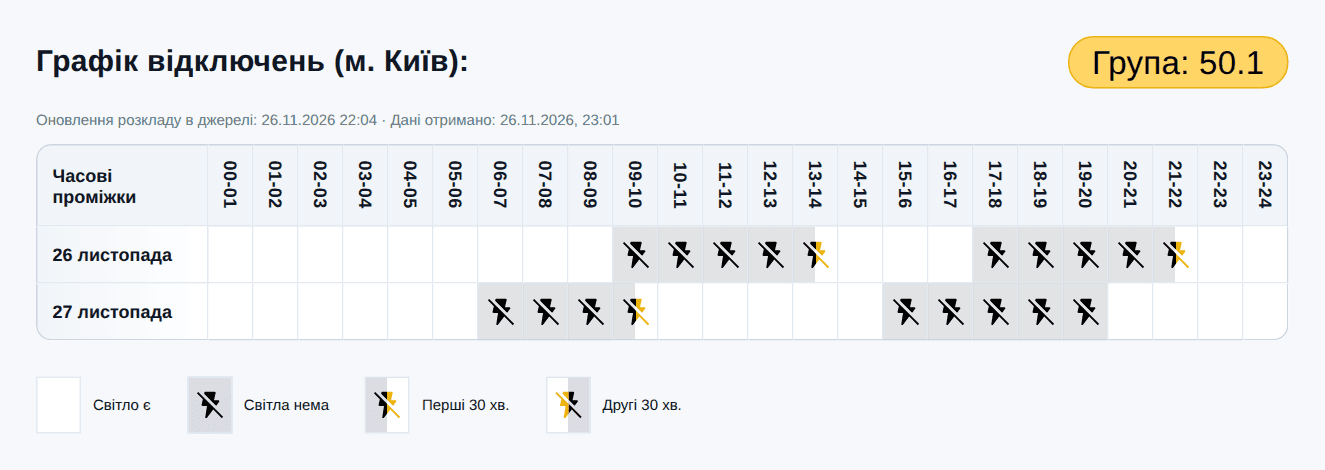 Графік відключень (м. Київ):
Група: 50.1
Оновлення розкладу в джерелі: 26.11.2026 22:04 · Дані отримано: 26.11.2026, 23:01
Часові
проміжки
00-01
01-02
02-03
03-04
04-05
05-06
06-07
07-08
08-09
09-10
10-11
11-12
12-13
13-14
14-15
15-16
16-17
17-18
18-19
19-20
20-21
21-22
22-23
23-24
26 листопада
27 листопада
Світло є
Світла нема
Перші 30 хв.
Другі 30 хв.